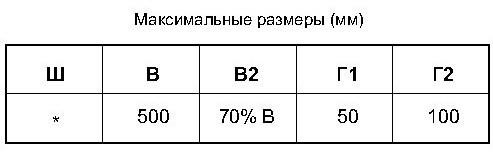 Максимальные размеры (мм)
Ш В В2 Г1 Г2
* 500 70% В 50 100